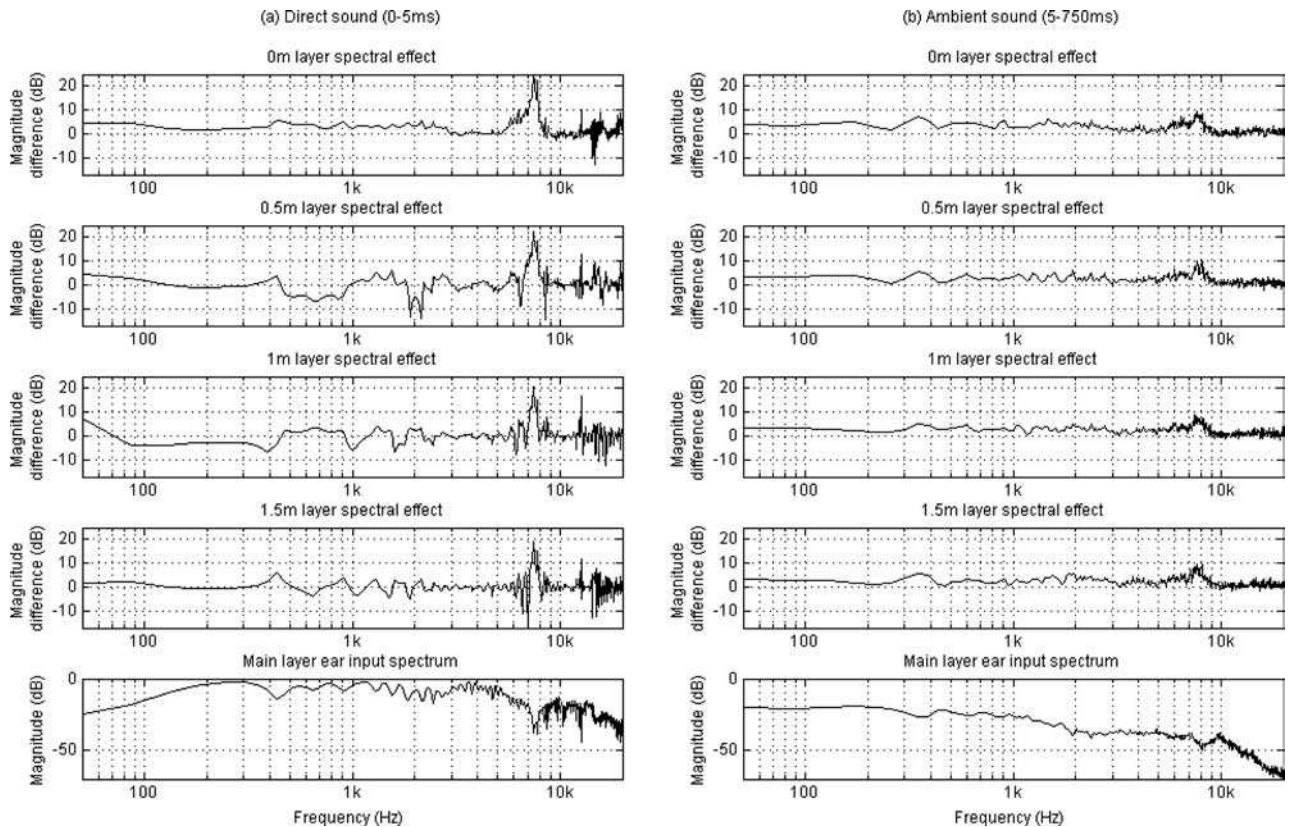 (a) Direct sound (0-5ms)
0m layer spectral effect
Magnitude
difference (dB)
20
10
0
-10
100
1k
10k
0.5m layer spectral effect
Magnitude
difference (dB)
20
10
0
-10
100
1k
10k
1m layer spectral effect
Magnitude
difference (dB)
20
10
0
-10
100
1k
10k
1.5m layer spectral effect
Magnitude
difference (dB)
20
10
0
-10
100
1k
10k
Main layer ear input spectrum
Magnitude (dB)
0
-50
100
1k
10k
Frequency (Hz)
(b) Ambient sound (5-750ms)
0m layer spectral effect
Magnitude
difference (dB)
20
10
0
-10
100
1k
10k
0.5m layer spectral effect
Magnitude
difference (dB)
20
10
0
-10
100
1k
10k
1m layer spectral effect
Magnitude
difference (dB)
20
10
0
-10
100
1k
10k
1.5m layer spectral effect
Magnitude
difference (dB)
20
10
0
-10
100
1k
10k
Main layer ear input spectrum
Magnitude (dB)
0
-50
100
1k
10k
Frequency (Hz)